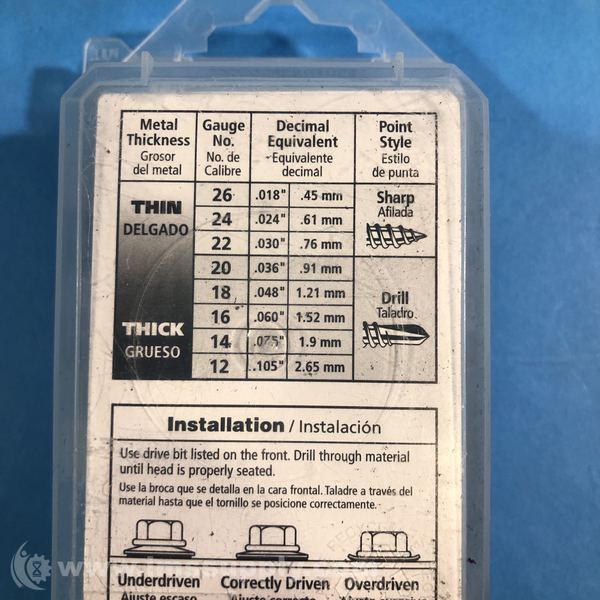 Metal Thickness Grosor del metal
Gauge No. No. de Calibre
Decimal Equivalent Equivalente decimal
Point Style Estilo de punta
THIN
DELGADO
26 .018" .45 mm
24 .024" .61 mm
22 .030" .76 mm
Sharp
Afilada
20 .036" .91 mm
18 .048" 1.21 mm
16 .060" 1.52 mm
14 .075" 1.9 mm
12 .105" 2.65 mm
THICK
GRUESO
Drill
Taladro
Installation / Instalación
Use drive bit listed on the front. Drill through material
until head is properly seated.
Use la broca que se detalla en la cara frontal. Taladre a través del
material hasta que el tornillo se posicione correctamente.
Underdriven Correctly Driven Overdriven
Ajuste escaso Ajuste correcto Ajuste